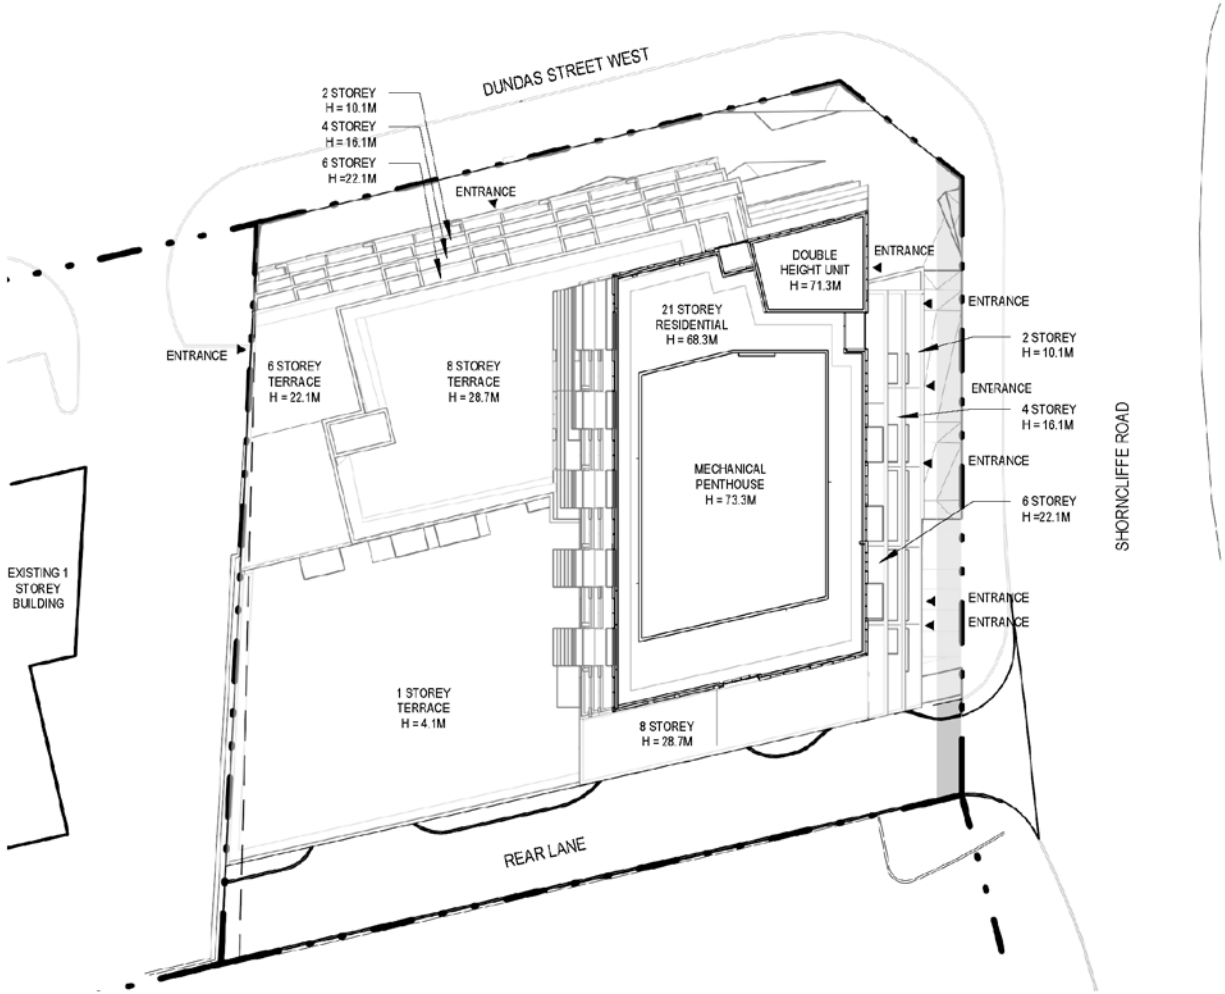 DUNDAS STREET WEST
2 STOREY
H = 10.1M
4 STOREY
H = 16.1M
6 STOREY
H =22.1M
ENTRANCE
ENTRANCE
DOUBLE
HEIGHT UNIT
H = 71.3M
ENTRANCE
21 STOREY
RESIDENTIAL
H = 68.3M
2 STOREY
H = 10.1M
ENTRANCE
6 STOREY
TERRACE
H = 22.1M
8 STOREY
TERRACE
H = 28.7M
ENTRANCE
4 STOREY
H = 16.1M
SHORNCLIFFE ROAD
MECHANICAL
PENTHOUSE
H = 73.3M
ENTRANCE
6 STOREY
H =22.1M
EXISTING 1
STOREY
BUILDING
ENTRANCE
ENTRANCE
1 STOREY
TERRACE
H = 4.1M
8 STOREY
H = 28.7M
REAR LANE